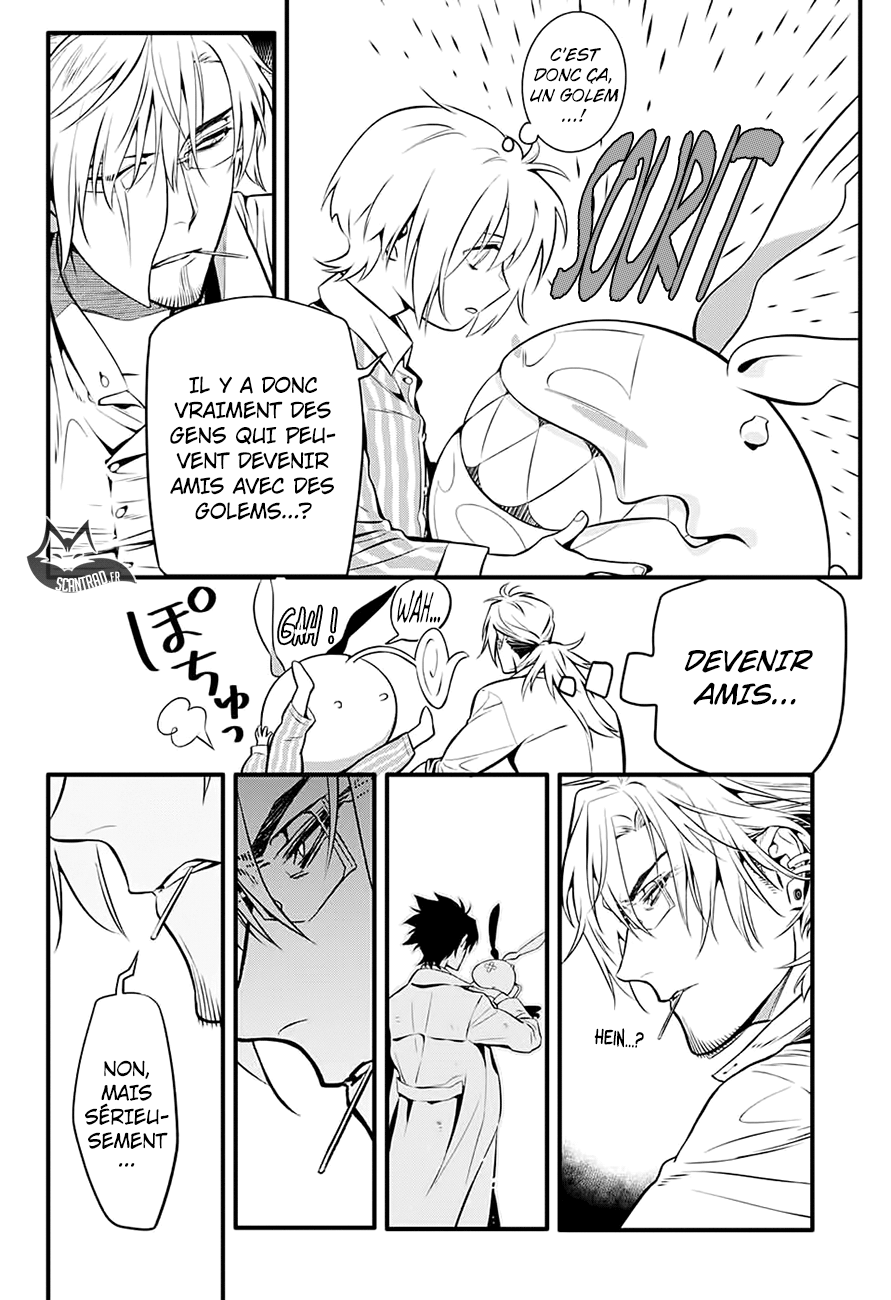 C'EST
DONC ÇA,
UN GOLEM
...!
SOURIT
IL Y A DONC
VRAIMENT DES
GENS QUI PEU-
VENT DEVENIR
AMIS AVEC DES
GOLEMS...?
SCANTRAD.FR
DEVENIR
AMIS...
WAH...
GAH !
ぽちゅっ
HEIN...?
NON,
MAIS
SÉRIEU-
SEMENT
...